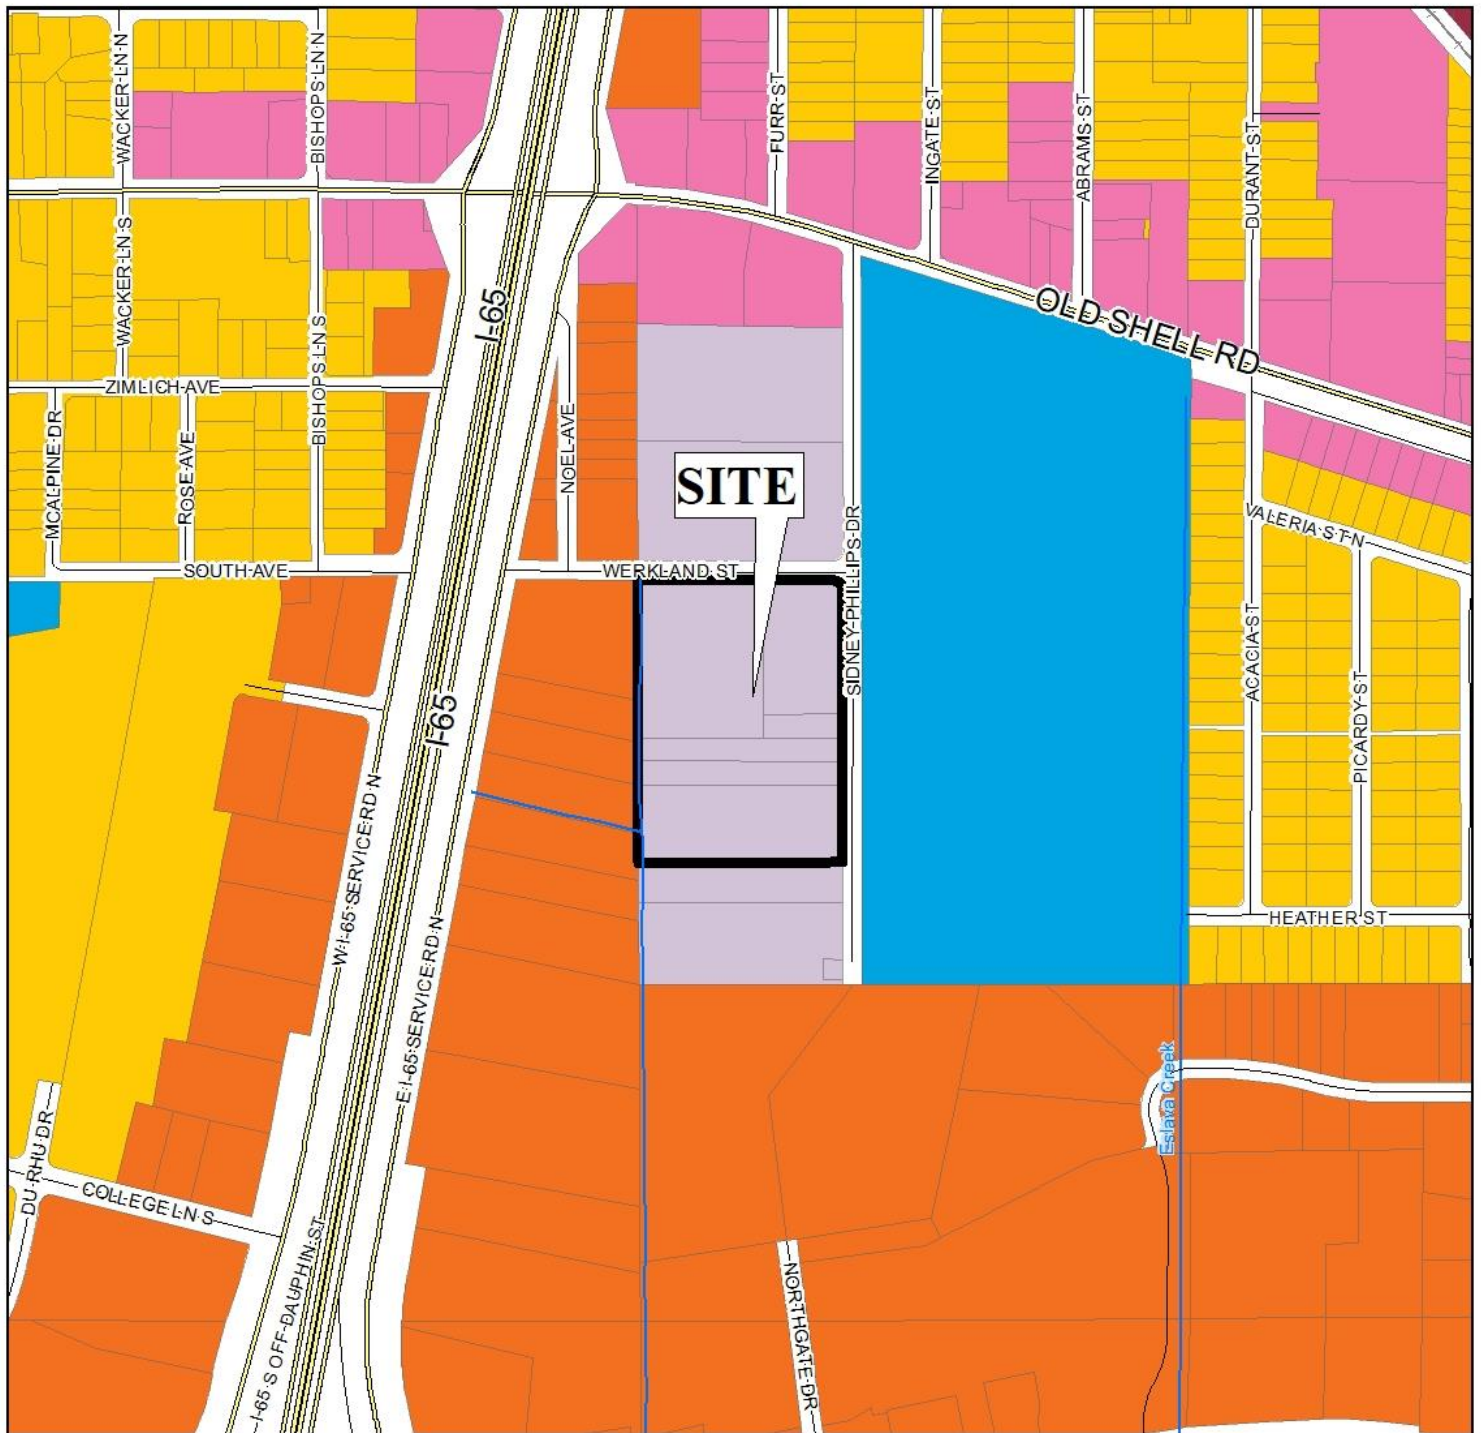 WACKER LN N
BISHOPS LN N
FURR ST
INGATE ST
ABRAMS ST
DURANT ST
WACKER LN S
BISHOPS LN S
I-65
OLD SHELL RD
ZIMLICH AVE
MCALPINE DR
ROSE AVE
NOEL AVE
SITE
SIDNEY PHILLIPS DR
VALERIA ST N
SOUTH AVE
WERKLAND ST
ACACIA ST
PICARDY ST
I-65
W I-65 SERVICE RD N
E I-65 SERVICE RD N
HEATHER ST
Eslava Creek
DU RHU DR
COLLEGE LN S
I-65 S OFF DAUPHIN ST
NORTHGATE DR